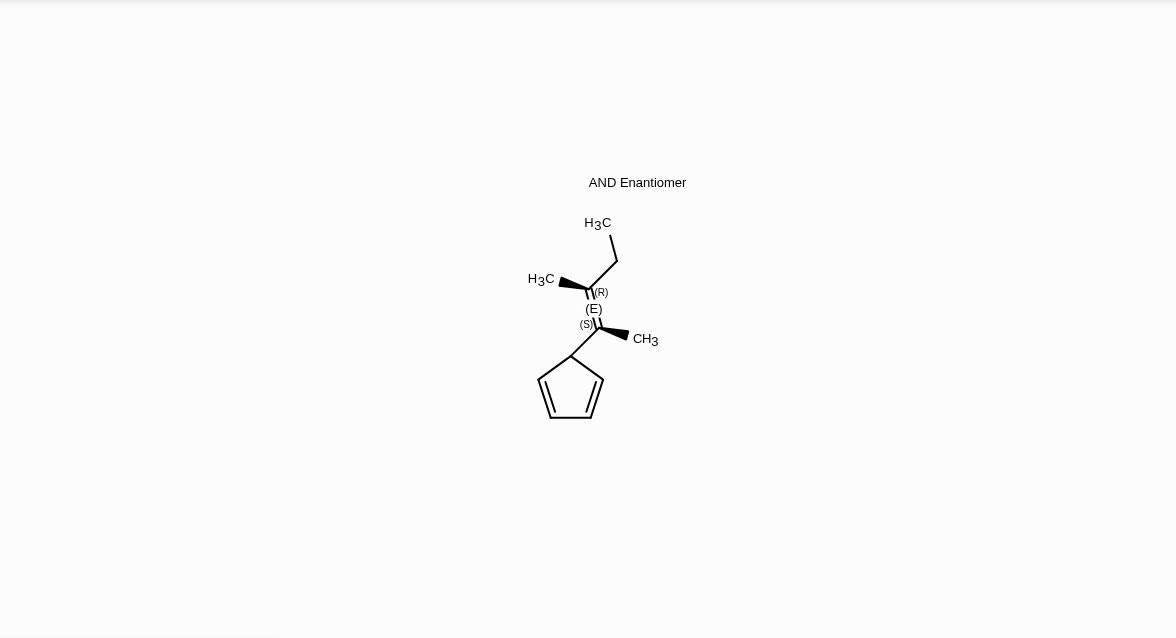 AND Enantiomer
H3C
H3C
(R)
(E)
(S)
CH3